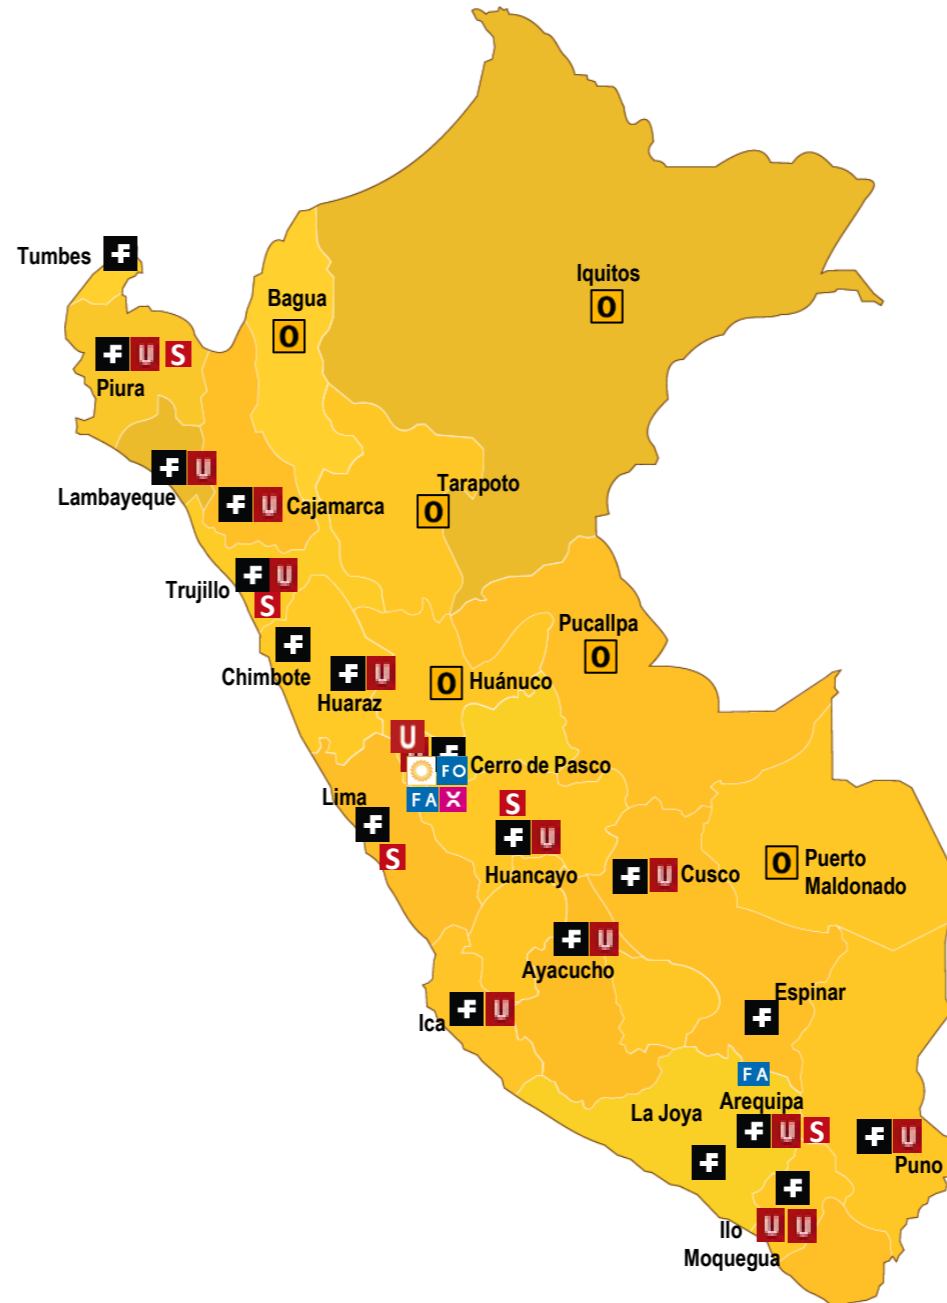 Iquitos
O
Tumbes
Bagua
O
U S
Piura
Tarapoto
O
U
Lambayeque
U Cajamarca
U
Trujillo
S
Pucallpa
O
Chimbote
U
Huaraz
O Huánuco
U
FO Cerro de Pasco
FA X
Lima
S
S
U
Huancayo
U Cusco
O Puerto
Maldonado
U
Ayacucho
Espinar
Ica U
FA
Arequipa
La Joya
U S
U
Puno
Ilo U U
Moquegua